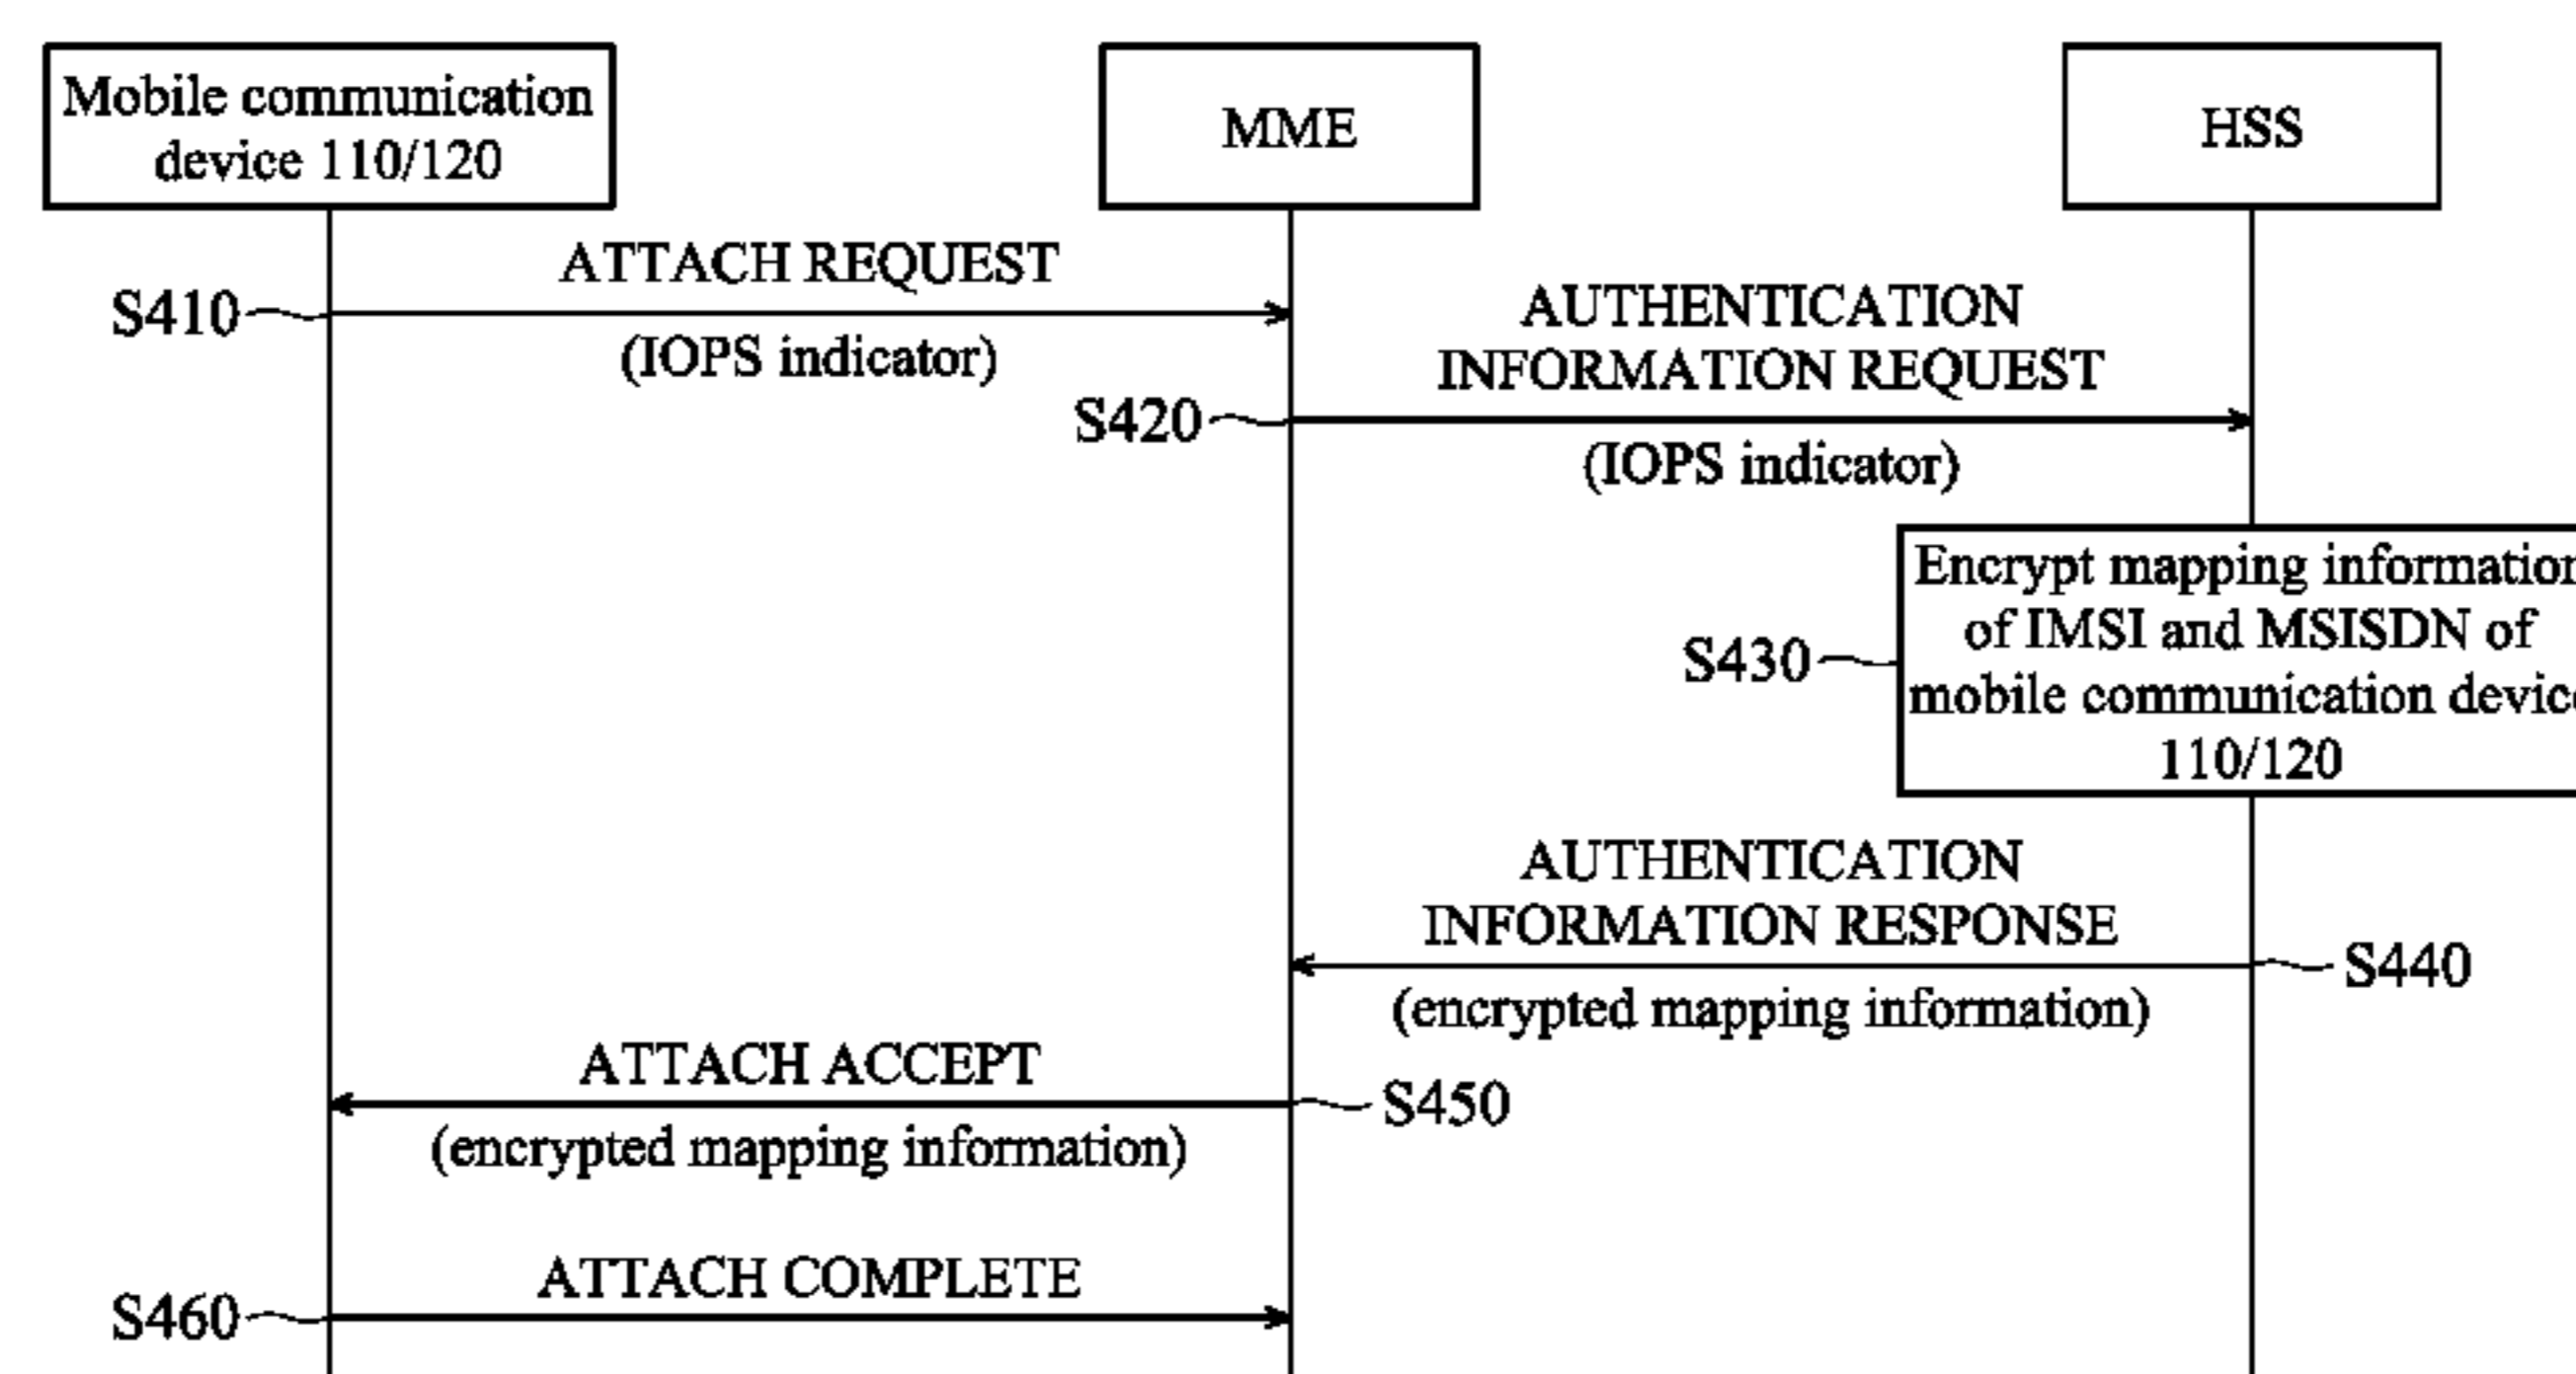 Mobile communication
device 110/120
MME
HSS
ATTACH REQUEST
S410
(IOPS indicator)
AUTHENTICATION
INFORMATION REQUEST
S420
(IOPS indicator)
Encrypt mapping information
of IMSI and MSISDN of
mobile communication device
110/120
S430
AUTHENTICATION
INFORMATION RESPONSE
S440
(encrypted mapping information)
ATTACH ACCEPT
S450
(encrypted mapping information)
ATTACH COMPLETE
S460